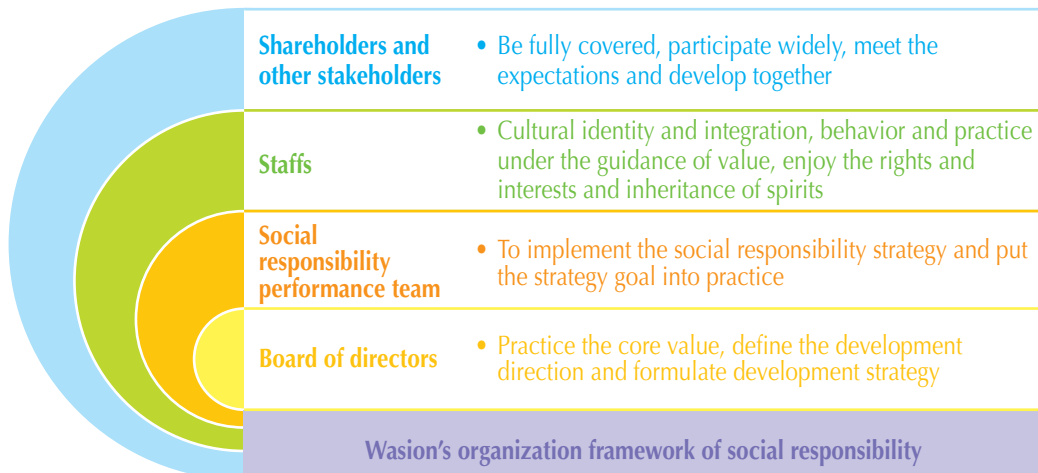 Shareholders and
other stakeholders
• Be fully covered, participate widely, meet the
expectations and develop together
Staffs
• Cultural identity and integration, behavior and practice
under the guidance of value, enjoy the rights and
interests and inheritance of spirits
Social
responsibility
performance team
• To implement the social responsibility strategy and put
the strategy goal into practice
Board of directors
• Practice the core value, define the development
direction and formulate development strategy
Wasion's organization framework of social responsibility